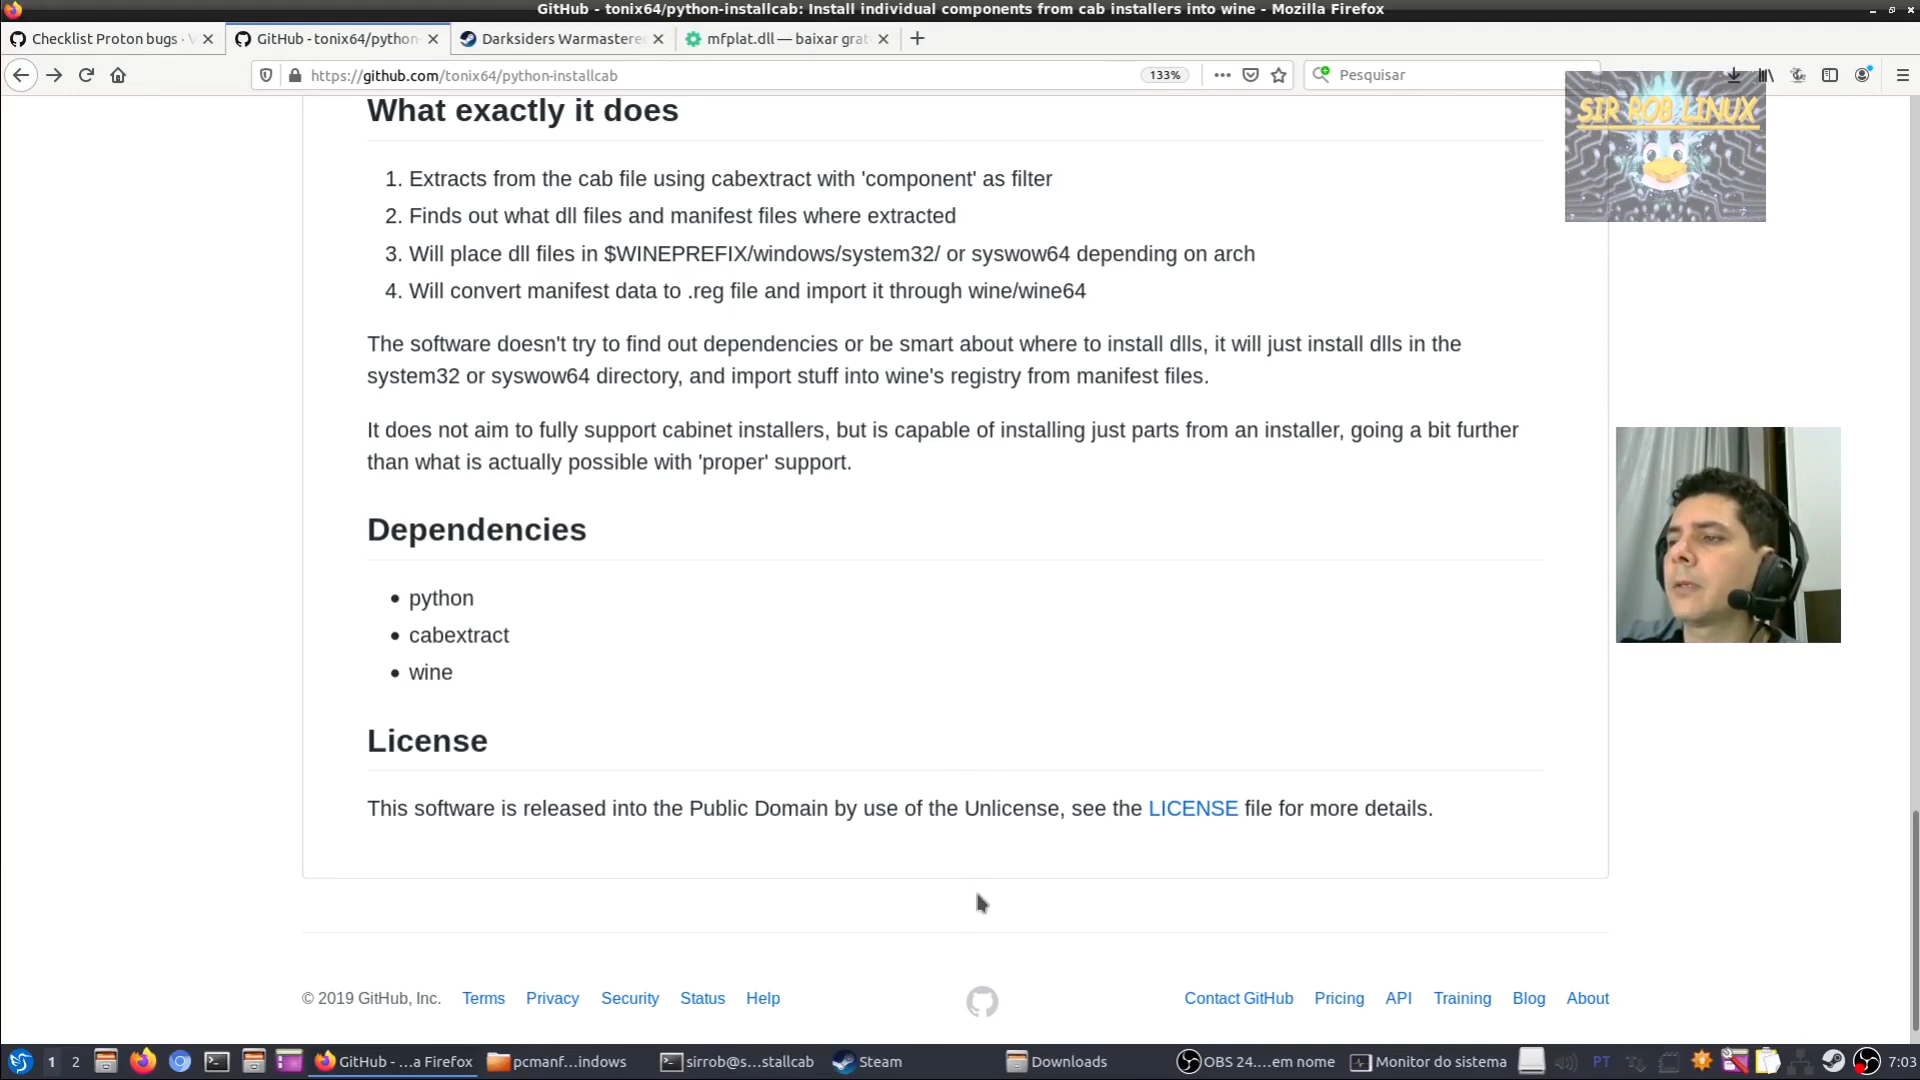 GitHub - tonix64/python-installcab: Install individual components from cab installers into wine - Mozilla Firefox
Checklist Proton bugs · V
GitHub - tonix64/python-
Darksiders Warmastere
mfplat.dll — baixar grat
https://github.com/tonix64/python-installcab
133%
Pesquisar
What exactly it does
1. Extracts from the cab file using cabextract with 'component' as filter
2. Finds out what dll files and manifest files where extracted
3. Will place dll files in $WINEPREFIX/windows/system32/ or syswow64 depending on arch
4. Will convert manifest data to .reg file and import it through wine/wine64
The software doesn't try to find out dependencies or be smart about where to install dlls, it will just install dlls in the
system32 or syswow64 directory, and import stuff into wine's registry from manifest files.
It does not aim to fully support cabinet installers, but is capable of installing just parts from an installer, going a bit further
than what is actually possible with 'proper' support.
Dependencies
• python
• cabextract
• wine
License
This software is released into the Public Domain by use of the Unlicense, see the LICENSE file for more details.
SIR ROB LINUX
© 2019 GitHub, Inc. Terms Privacy Security Status Help
Contact GitHub Pricing API Training Blog About
1 2 GitHub - ...a Firefox pcmanf...indows sirrob@s...stallcab Steam Downloads OBS 24....em nome Monitor do sistema PT 7:03